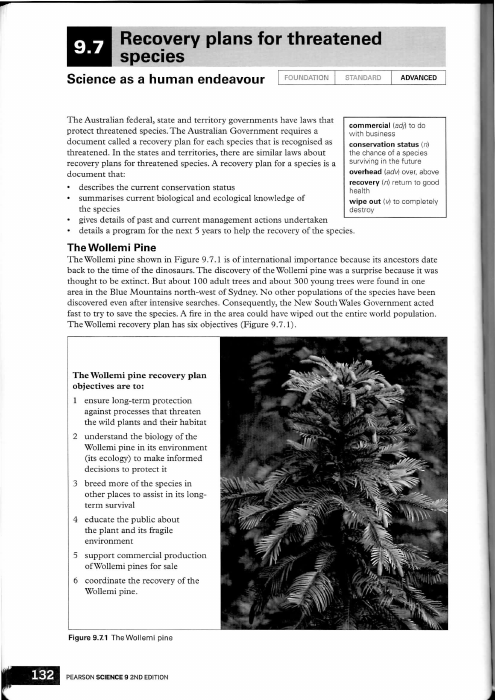 9.7
Recovery plans for threatened
species
Science as a human endeavour
FOUNDATION
STANDARD
ADVANCED
The Australian federal, state and territory governments have laws that
protect threatened species. The Australian Government requires a
document called a recovery plan for each species that is recognised as
threatened. In the states and territories, there are similar laws about
recovery plans for threatened species. A recovery plan for a species is a
document that:
• describes the current conservation status
• summarises current biological and ecological knowledge of
the species
• gives details of past and current management actions undertaken
• details a program for the next 5 years to help the recovery of the species.
commercial (adj) to do
with business
conservation status (n)
the chance of a species
surviving in the future
overhead (adv) over, above
recovery (n) return to good
health
wipe out (v) to completely
destroy
The Wollemi Pine
The Wollemi pine shown in Figure 9.7.1 is of international importance because its ancestors date
back to the time of the dinosaurs. The discovery of the Wollemi pine was a surprise because it was
thought to be extinct. But about 100 adult trees and about 300 young trees were found in one
area in the Blue Mountains north-west of Sydney. No other populations of the species have been
discovered even after intensive searches. Consequently, the New South Wales Government acted
fast to try to save the species. A fire in the area could have wiped out the entire world population.
The Wollemi recovery plan has six objectives (Figure 9.7.1).
The Wollemi pine recovery plan
objectives are to:
1 ensure long-term protection
against processes that threaten
the wild plants and their habitat
2 understand the biology of the
Wollemi pine in its environment
(its ecology) to make informed
decisions to protect it
3 breed more of the species in
other places to assist in its long-
term survival
4 educate the public about
the plant and its fragile
environment
5 support commercial production
of Wollemi pines for sale
6 coordinate the recovery of the
Wollemi pine.
Figure 9.7.1 The Wollemi pine
132
PEARSON SCIENCE 9 2ND EDITION